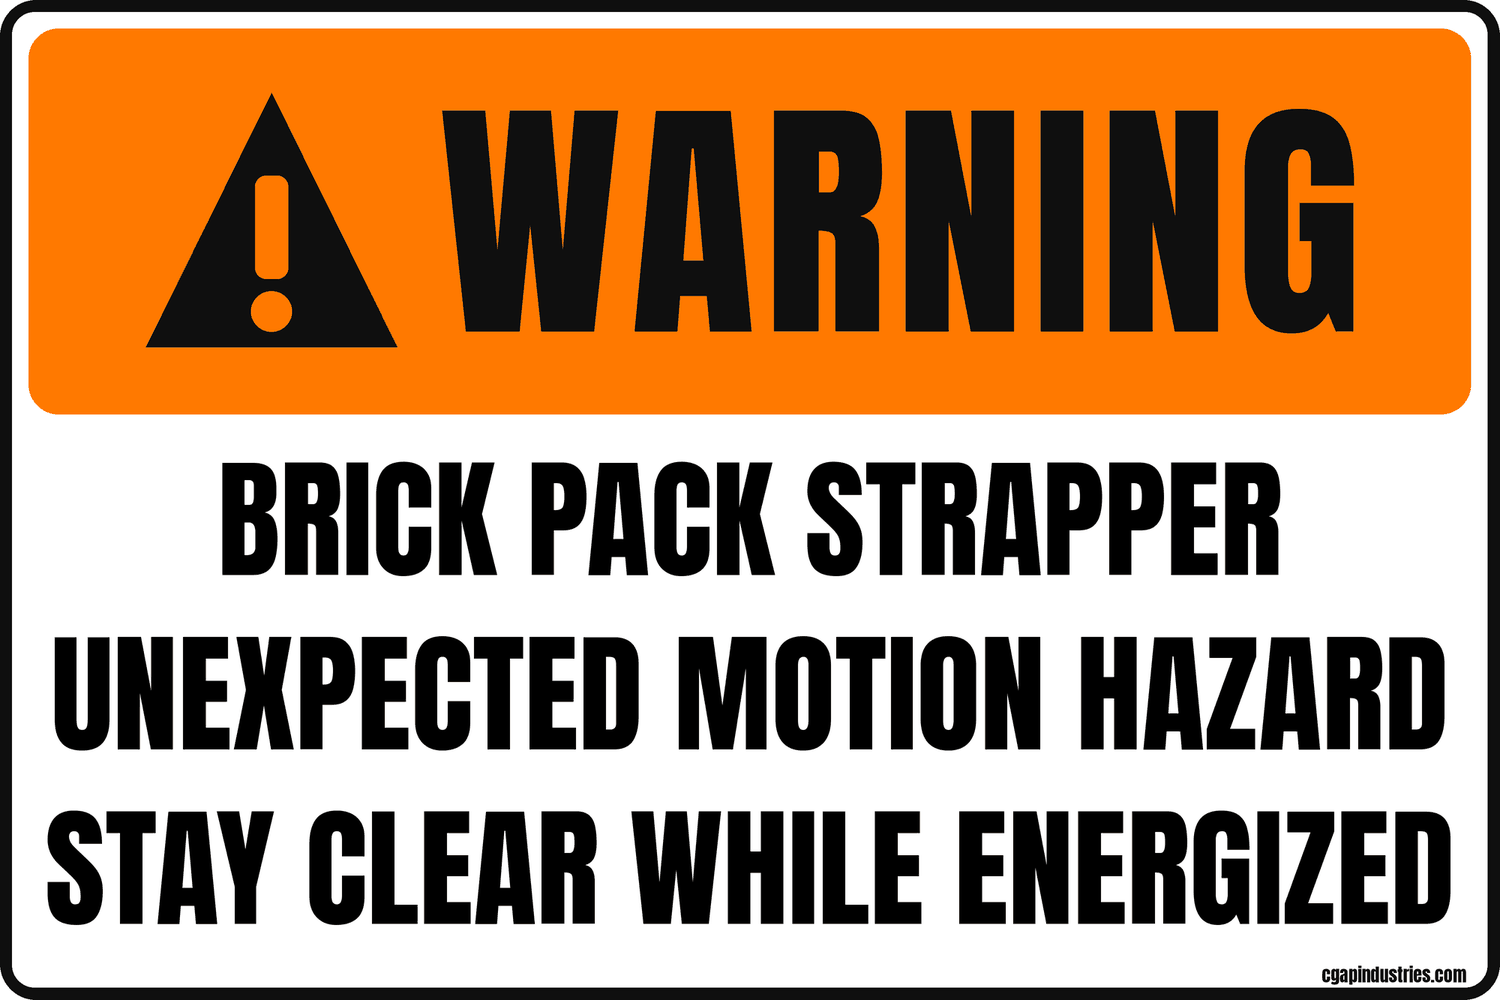 WARNING
BRICK PACK STRAPPER
UNEXPECTED MOTION HAZARD
STAY CLEAR WHILE ENERGIZED
cgapindustries.com